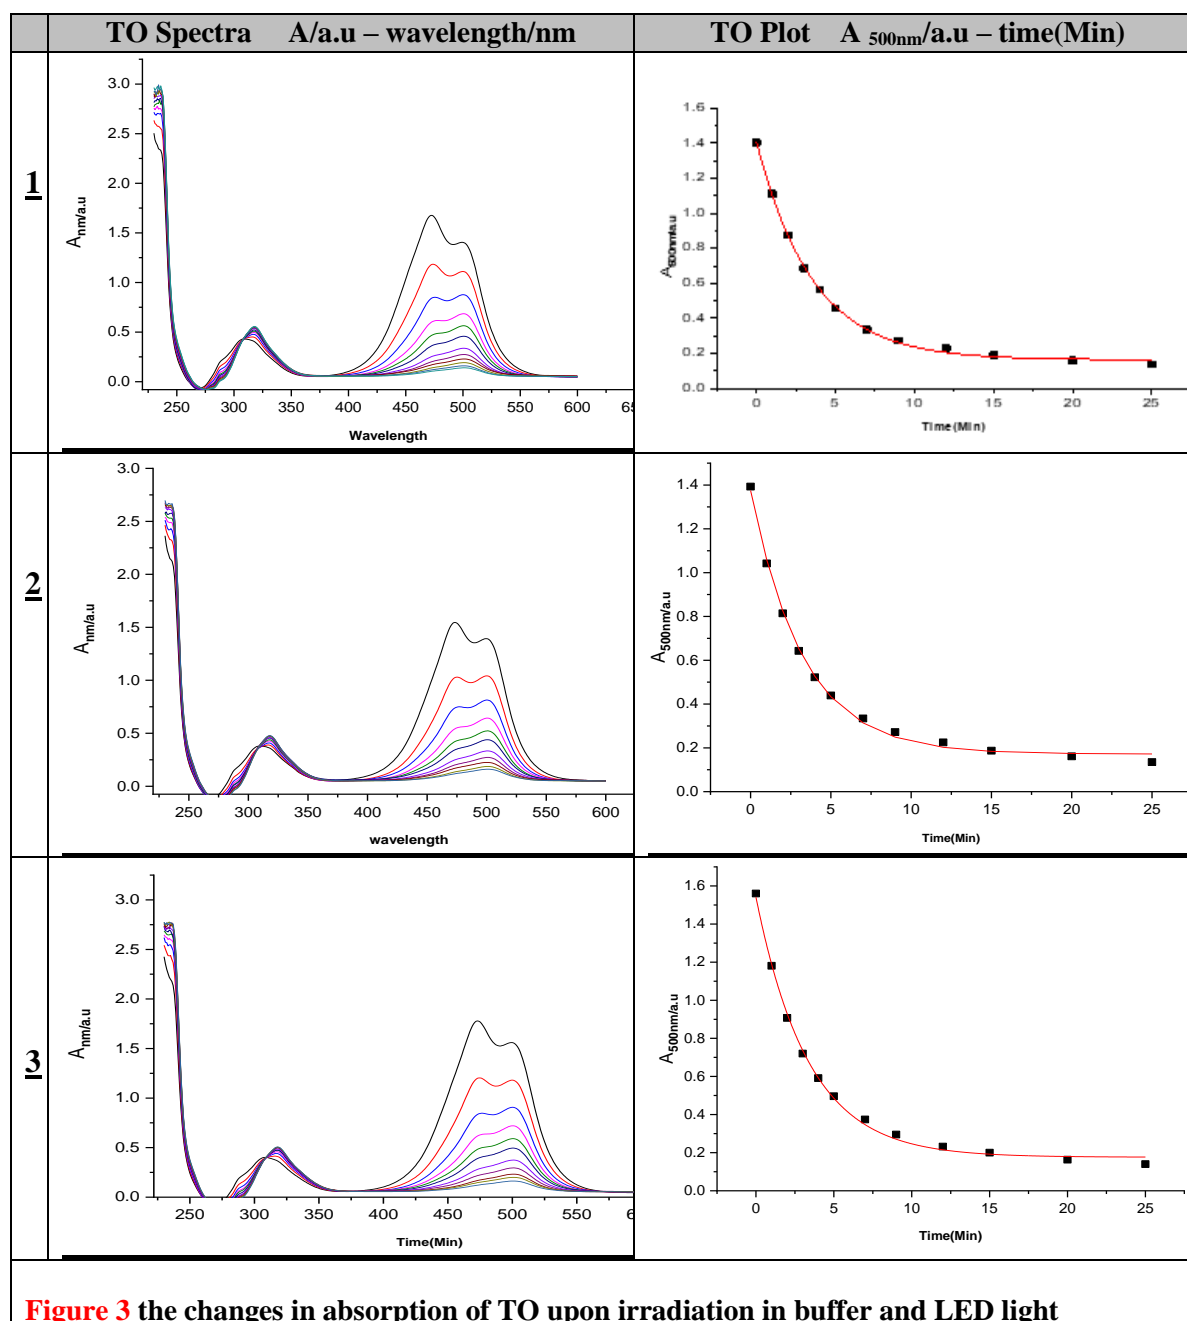 TO Spectra A/a.u – wavelength/nm
TO Plot A 500nm/a.u – time(Min)
1
3.0
2.5
2.0
1.5
1.0
0.5
0.0
Anm/a.u
250 300 350 400 450 500 550 600
Wavelength
1.6
1.4
1.2
1.0
0.8
0.6
0.4
0.2
0.0
A500nm/a.u
0 5 10 15 20 25
Time(Min)
2
3.0
2.5
2.0
1.5
1.0
0.5
0.0
Anm/a.u
250 300 350 400 450 500 550 600
wavelength
1.4
1.2
1.0
0.8
0.6
0.4
0.2
0.0
A500nm/a.u
0 5 10 15 20 25
Time(Min)
3
3.0
2.5
2.0
1.5
1.0
0.5
0.0
Anm/a.u
250 300 350 400 450 500 550
Time(Min)
1.6
1.4
1.2
1.0
0.8
0.6
0.4
0.2
0.0
A500nm/a.u
0 5 10 15 20 25
Time(Min)
Figure 3 the changes in absorption of TO upon irradiation in buffer and LED light